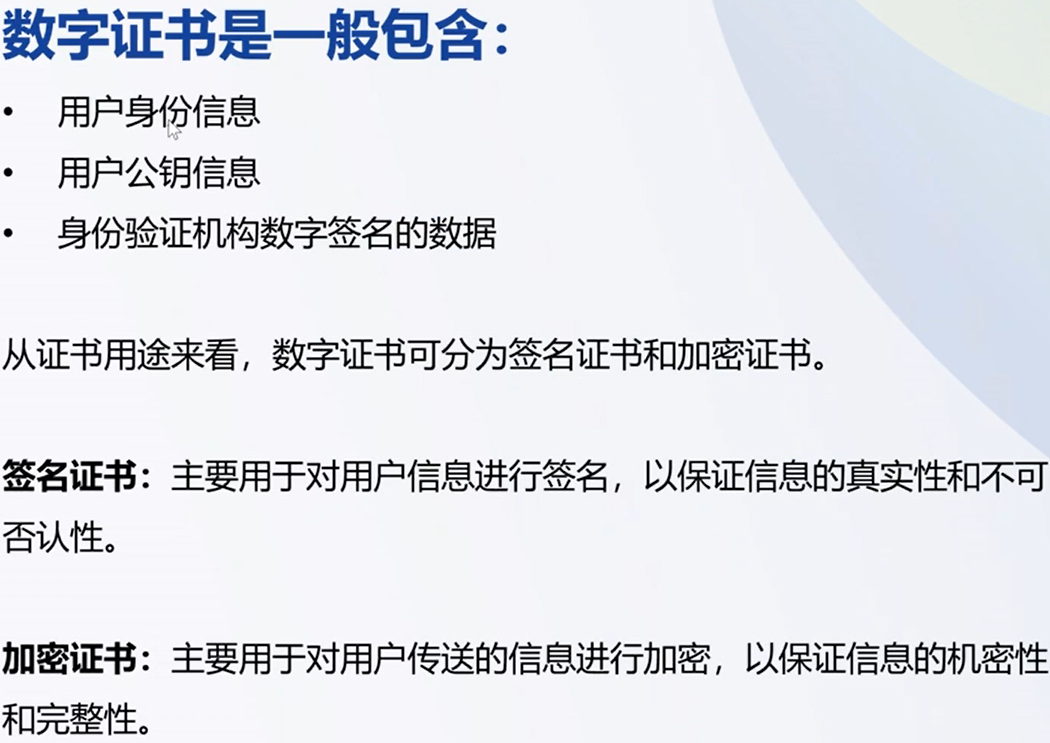 数字证书是一般包含：
• 用户身份信息
• 用户公钥信息
• 身份验证机构数字签名的数据
从证书用途来看，数字证书可分为签名证书和加密证书。
签名证书：主要用于对用户信息进行签名，以保证信息的真实性和不可
否认性。
加密证书：主要用于对用户传送的信息进行加密，以保证信息的机密性
和完整性。